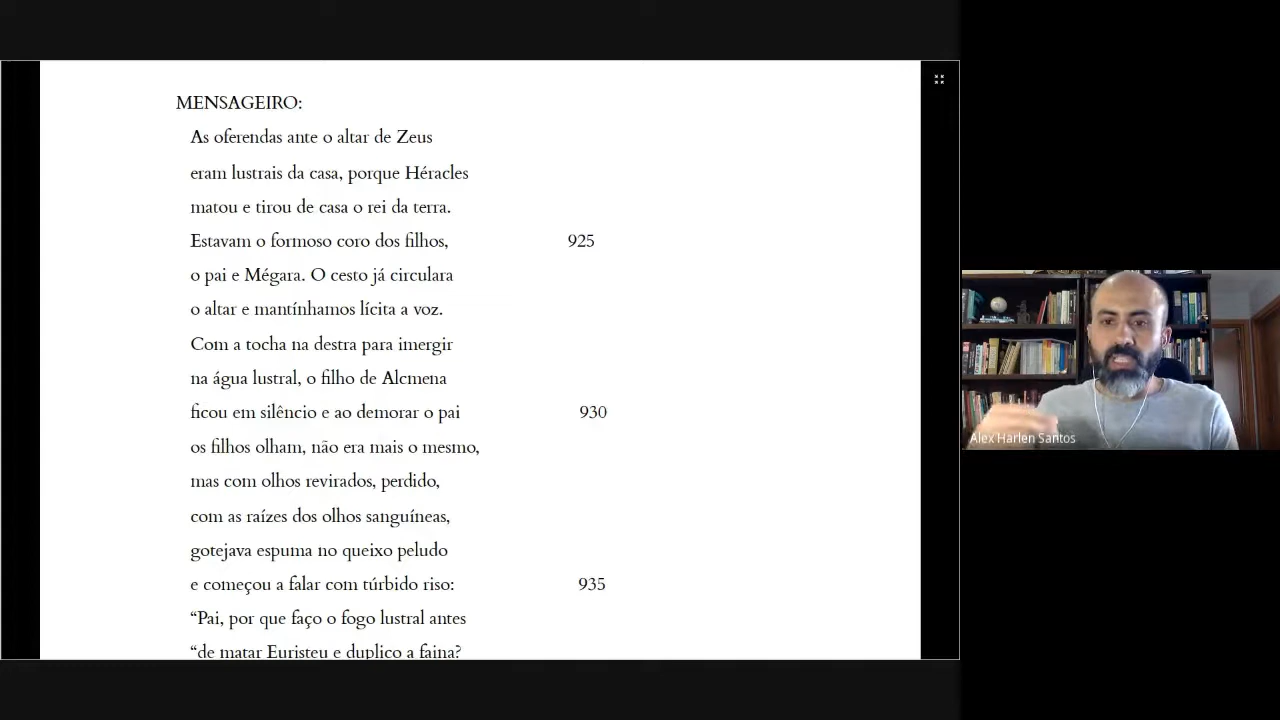 MENSAGEIRO:
As oferendas ante o altar de Zeus
eram lustrais da casa, porque Héracles
matou e tirou de casa o rei da terra.
Estavam o formoso coro dos filhos, 925
o pai e Mégara. O cesto já circulara
o altar e mantínhamos lícita a voz.
Com a tocha na destra para imergir
na água lustral, o filho de Alcmena
ficou em silêncio e ao demorar o pai 930
os filhos olham, não era mais o mesmo,
mas com olhos revirados, perdido,
com as raízes dos olhos sanguíneas,
gotejava espuma no queixo peludo
e começou a falar com túrbido riso: 935
“Pai, por que faço o fogo lustral antes
“de matar Euristeu e duplico a faina?
Alex Harlen Santos